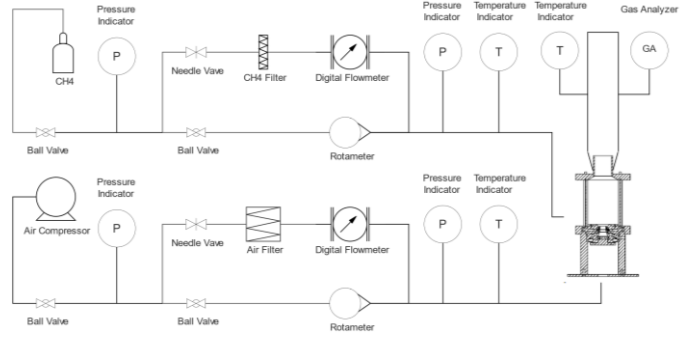 Pressure
Indicator
P
CH4
Needle Vave
CH4 Filter
Digital Flowmeter
Pressure
Indicator
P
Temperature
Indicator
T
Temperature
Indicator
T
Gas Analyzer
GA
Ball Valve
Ball Valve
Rotameter
Pressure
Indicator
P
Air Compressor
Needle Vave
Air Filter
Digital Flowmeter
Pressure
Indicator
P
Temperature
Indicator
T
Ball Valve
Ball Valve
Rotameter